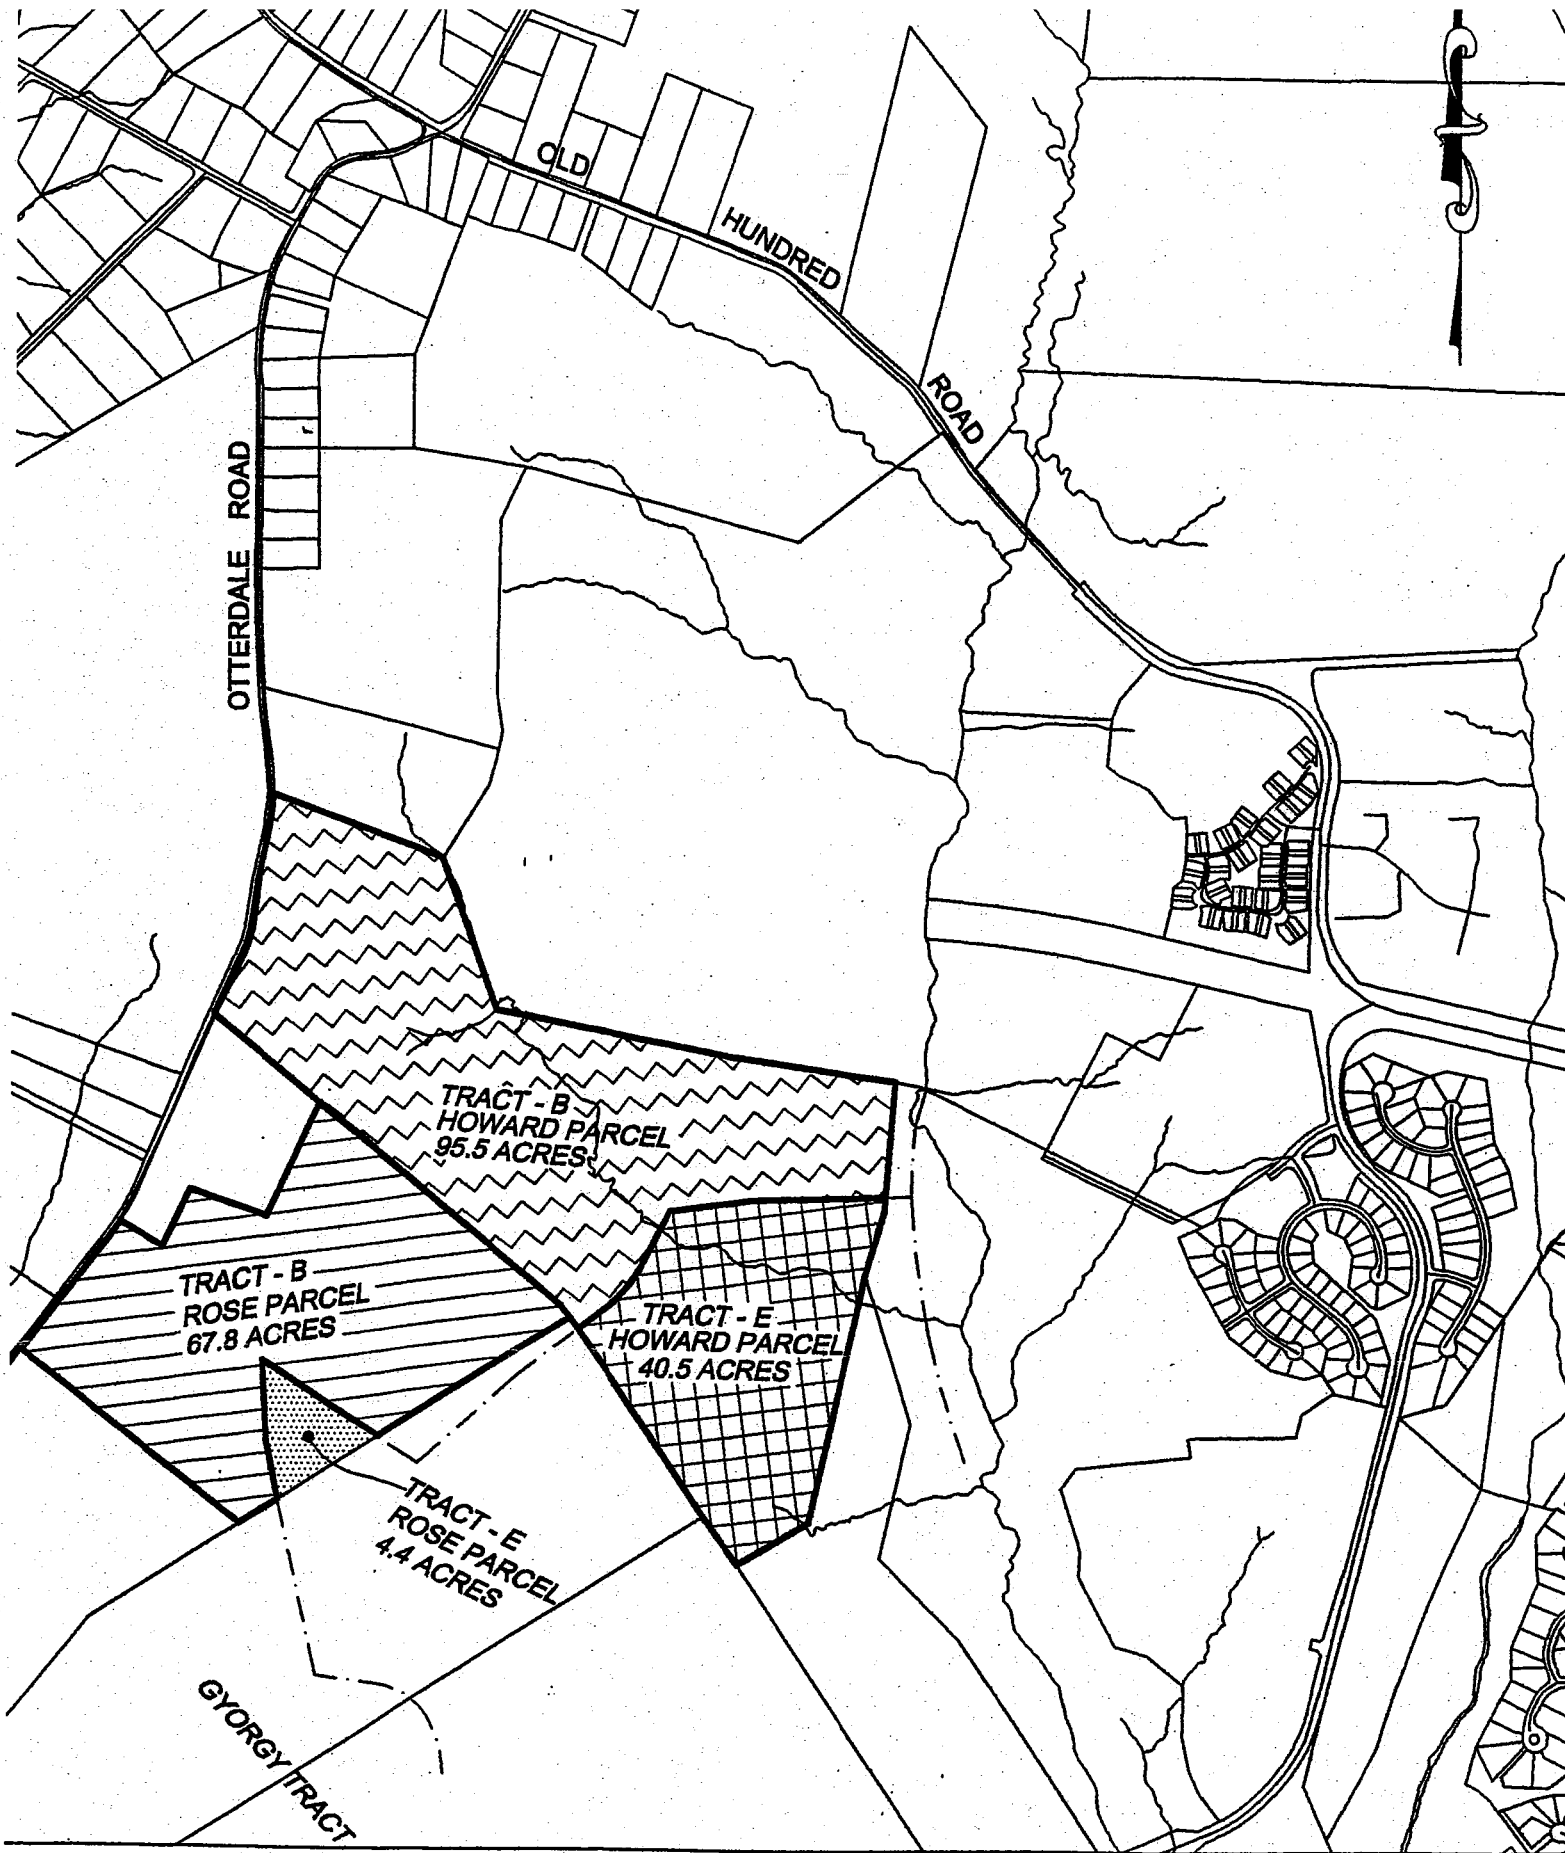 OLD
HUNDRED
ROAD
OTTERDALE ROAD
TRACT - B
HOWARD PARCEL
95.5 ACRES
TRACT - B
ROSE PARCEL
67.8 ACRES
TRACT - E
HOWARD PARCEL
40.5 ACRES
TRACT - E
ROSE PARCEL
4.4 ACRES
GYORGY TRACT